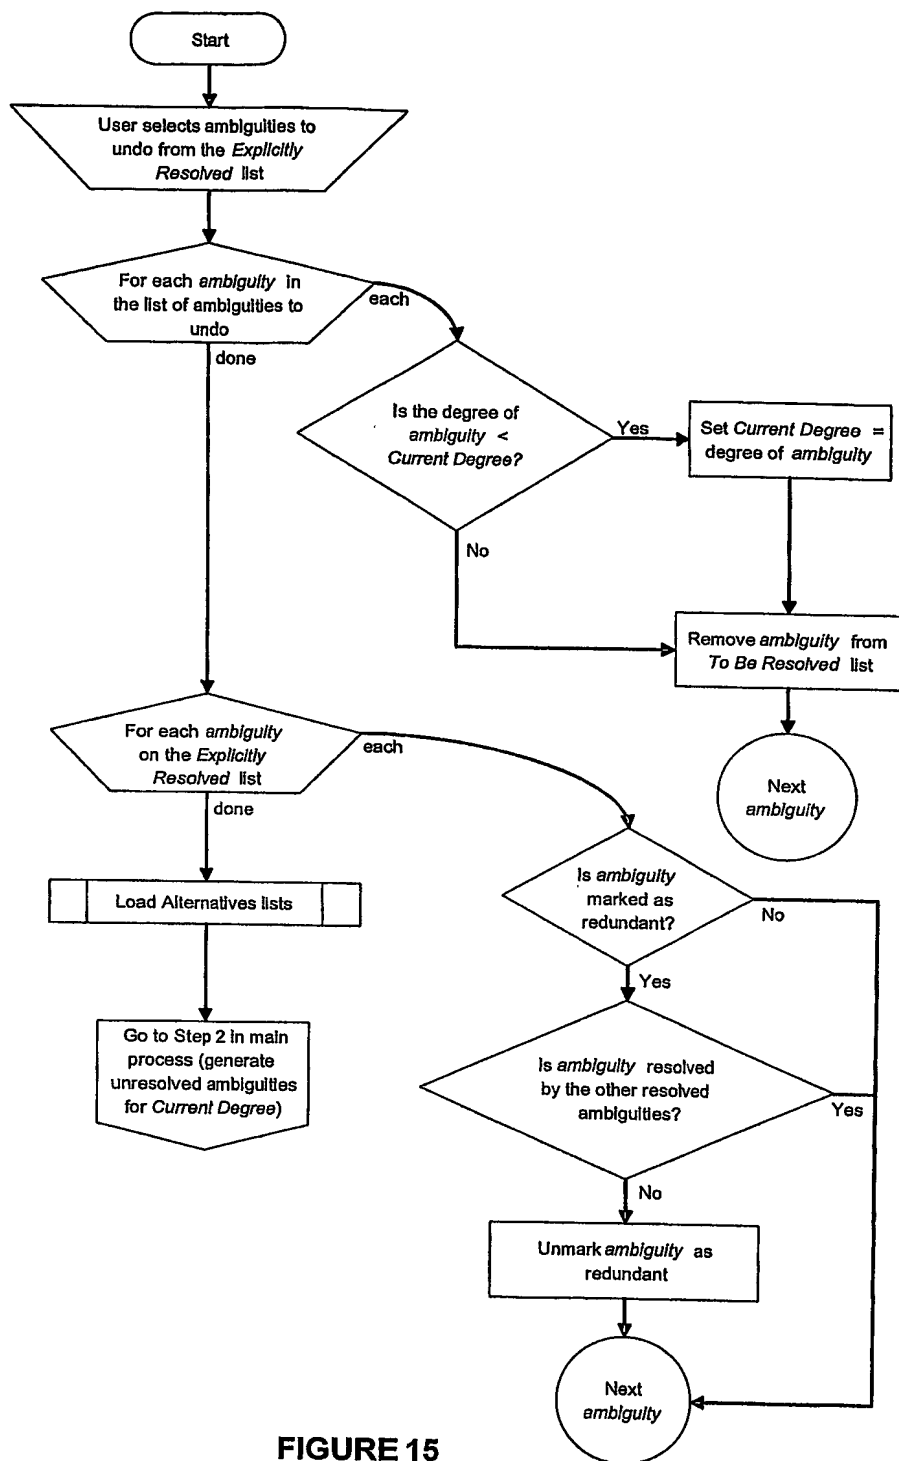 Start
User selects ambiguities to
undo from the Explicitly
Resolved list
For each ambiguity in
the list of ambiguities to
undo
each
done
Is the degree of
ambiguity <
Current Degree?
Yes
No
Set Current Degree =
degree of ambiguity
Remove ambiguity from
To Be Resolved list
Next
ambiguity
For each ambiguity
on the Explicitly
Resolved list
each
done
Load Alternatives lists
Go to Step 2 in main
process (generate
unresolved ambiguities
for Current Degree)
Is ambiguity
marked as
redundant?
No
Yes
Is ambiguity resolved
by the other resolved
ambiguities?
Yes
No
Unmark ambiguity as
redundant
Next
ambiguity
FIGURE 15